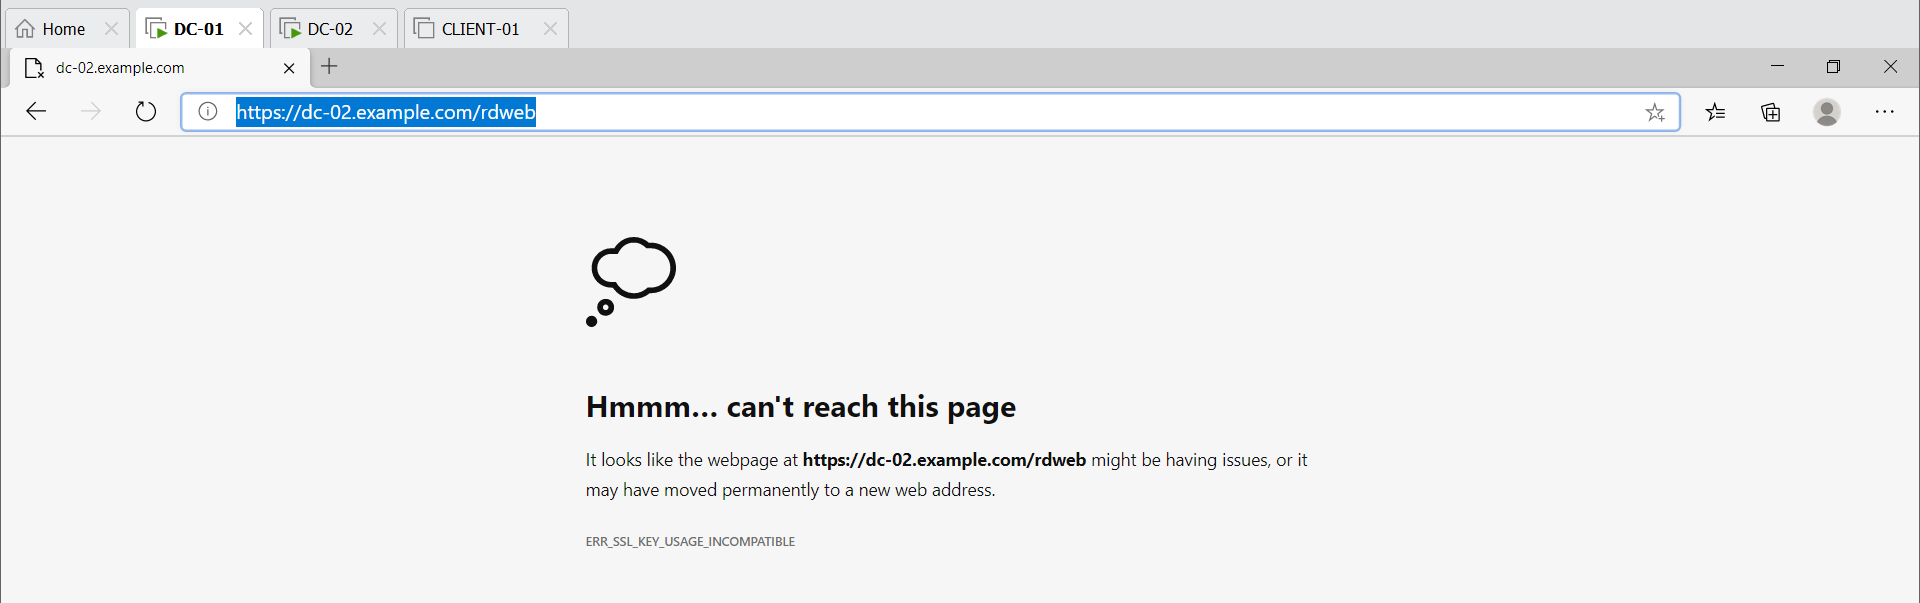 Home DC-01 DC-02 CLIENT-01
dc-02.example.com
https://dc-02.example.com/rdweb
Hmmm... can't reach this page
It looks like the webpage at https://dc-02.example.com/rdweb might be having issues, or it
may have moved permanently to a new web address.
ERR_SSL_KEY_USAGE_INCOMPATIBLE